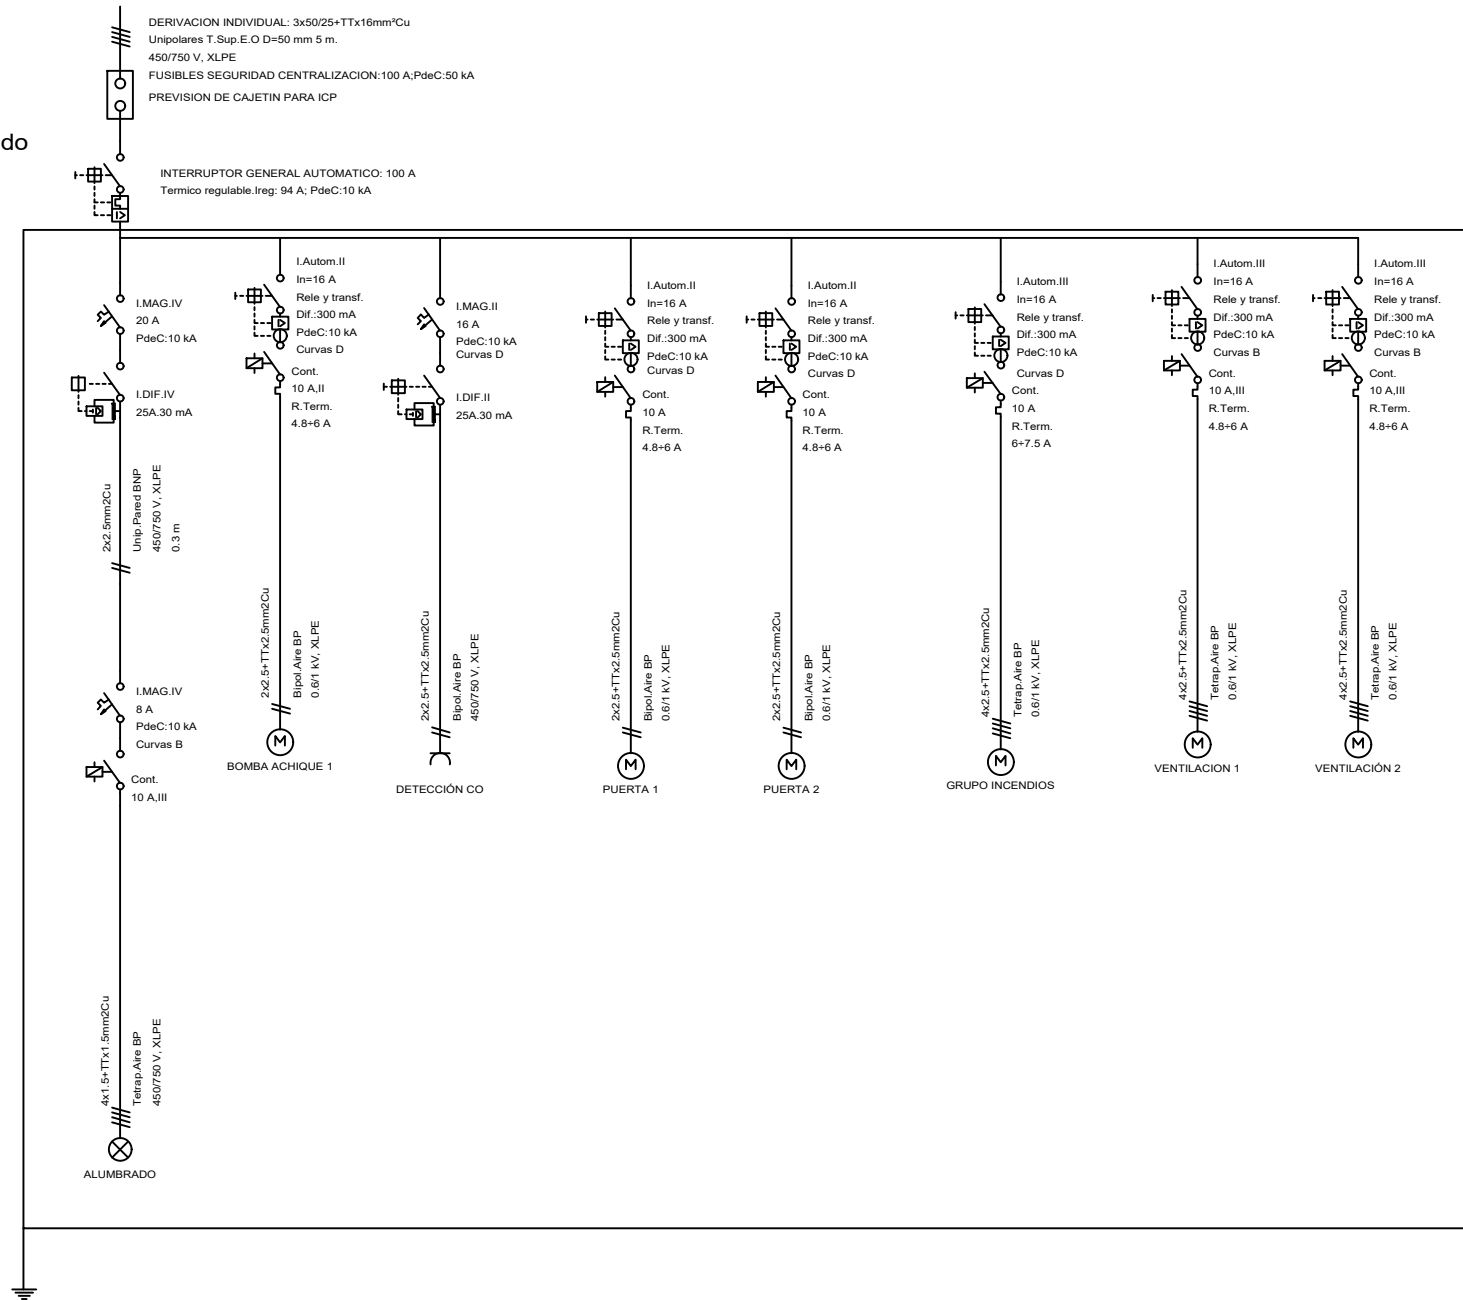 DERIVACION INDIVIDUAL: 3x50/25+TTx16mm²Cu
Unipolares T.Sup.E.O D=50 mm 5 m.
450/750 V, XLPE
FUSIBLES SEGURIDAD CENTRALIZACION:100 A;PdeC:50 kA
PREVISION DE CAJETIN PARA ICP
do
INTERRUPTOR GENERAL AUTOMATICO: 100 A
Termico regulable.Ireg: 94 A; PdeC:10 kA
I.MAG.IV
20 A
PdeC:10 kA
I.DIF.IV
25A.30 mA
2x2.5mm2Cu
Unip.Pared BNP
450/750 V, XLPE
0.3 m
I.MAG.IV
8 A
PdeC:10 kA
Curvas B
Cont.
10 A,III
4x1.5+TTx1.5mm2Cu
Tetrap.Aire BP
450/750 V, XLPE
ALUMBRADO
I.Autom.II
In=16 A
Rele y transf.
Dif.:300 mA
PdeC:10 kA
Curvas D
Cont.
10 A,II
R.Term.
4.8÷6 A
2x2.5+TTx2.5mm2Cu
Bipol.Aire BP
0.6/1 kV, XLPE
M
BOMBA ACHIQUE 1
I.MAG.II
16 A
PdeC:10 kA
Curvas D
I.DIF.II
25A.30 mA
2x2.5+TTx2.5mm2Cu
Bipol.Aire BP
450/750 V, XLPE
DETECCIÓN CO
I.Autom.II
In=16 A
Rele y transf.
Dif.:300 mA
PdeC:10 kA
Curvas D
Cont.
10 A
R.Term.
4.8÷6 A
2x2.5+TTx2.5mm2Cu
Bipol.Aire BP
0.6/1 kV, XLPE
M
PUERTA 1
I.Autom.II
In=16 A
Rele y transf.
Dif.:300 mA
PdeC:10 kA
Curvas D
Cont.
10 A
R.Term.
4.8÷6 A
2x2.5+TTx2.5mm2Cu
Bipol.Aire BP
0.6/1 kV, XLPE
M
PUERTA 2
I.Autom.III
In=16 A
Rele y transf.
Dif.:300 mA
PdeC:10 kA
Curvas D
Cont.
10 A
R.Term.
6÷7.5 A
4x2.5+TTx2.5mm2Cu
Tetrap.Aire BP
0.6/1 kV, XLPE
M
GRUPO INCENDIOS
I.Autom.III
In=16 A
Rele y transf.
Dif.:300 mA
PdeC:10 kA
Curvas B
Cont.
10 A,III
R.Term.
4.8÷6 A
4x2.5+TTx2.5mm2Cu
Tetrap.Aire BP
0.6/1 kV, XLPE
M
VENTILACION 1
I.Autom.III
In=16 A
Rele y transf.
Dif.:300 mA
PdeC:10 kA
Curvas B
Cont.
10 A,III
R.Term.
4.8÷6 A
4x2.5+TTx2.5mm2Cu
Tetrap.Aire BP
0.6/1 kV, XLPE
M
VENTILACIÓN 2